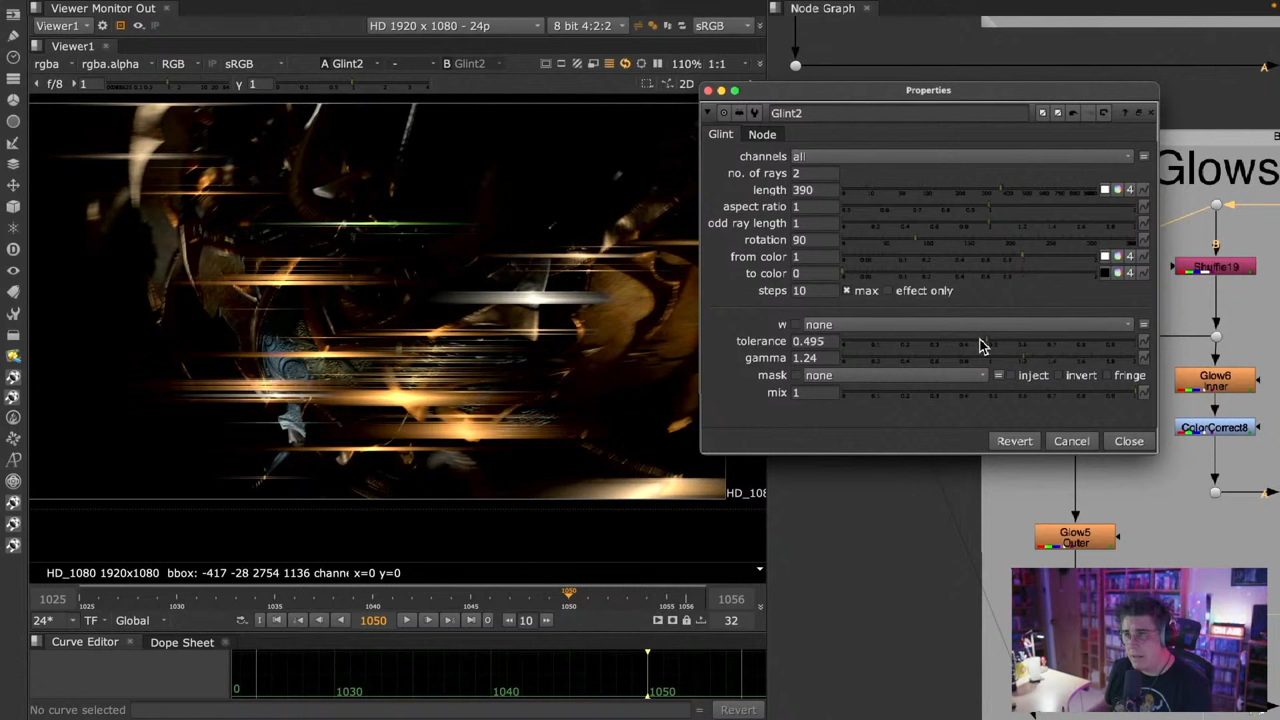 Viewer Monitor Out
Node Graph
Viewer1
HD 1920 x 1080 - 24p
8 bit 4:2:2
sRGB
Viewer1
rgba
rgba.alpha
RGB
IP
sRGB
A Glint2
-
B Glint2
110%
1:1
2D
f/8
1
γ 1
Properties
Glint2
Glint
Node
channels all
no. of rays 2
length 390
aspect ratio 1
odd ray length 1
rotation 90
from color 1
to color 0
steps 10
max
effect only
w none
tolerance 0.495
gamma 1.24
mask none
inject
invert
fringe
mix 1
Revert
Cancel
Close
Glows
A
B
Shuffle19
Glow6
Inner
ColorCorrect8
A
Glow5
Outer
HD_108
HD_1080 1920x1080 bbox: -417 -28 2754 1136 channe x=0 y=0
1025
1025
1030
1035
1040
1045
1050
1050
1055
1056
1056
24*
TF
Global
1050
10
32
Curve Editor
Dope Sheet
0
1030
1040
1050
No curve selected
=
Revert